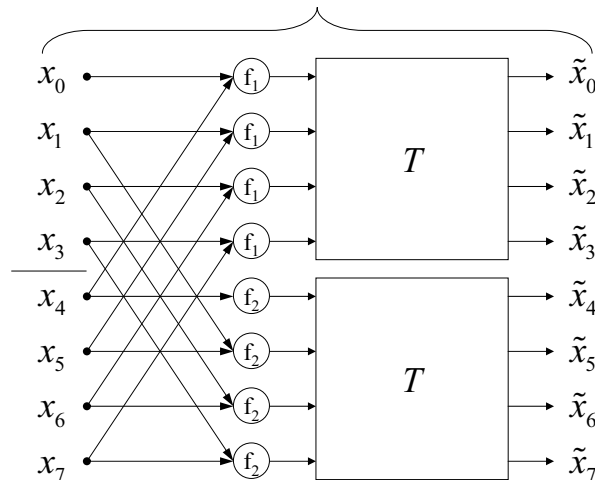 x₀ f₁ x̃₀
x₁ f₁ x̃₁
x₂ f₁ T x̃₂
x₃ f₁ x̃₃
x₄ f₂ x̃₄
x₅ f₂ x̃₅
x₆ f₂ T x̃₆
x₇ f₂ x̃₇